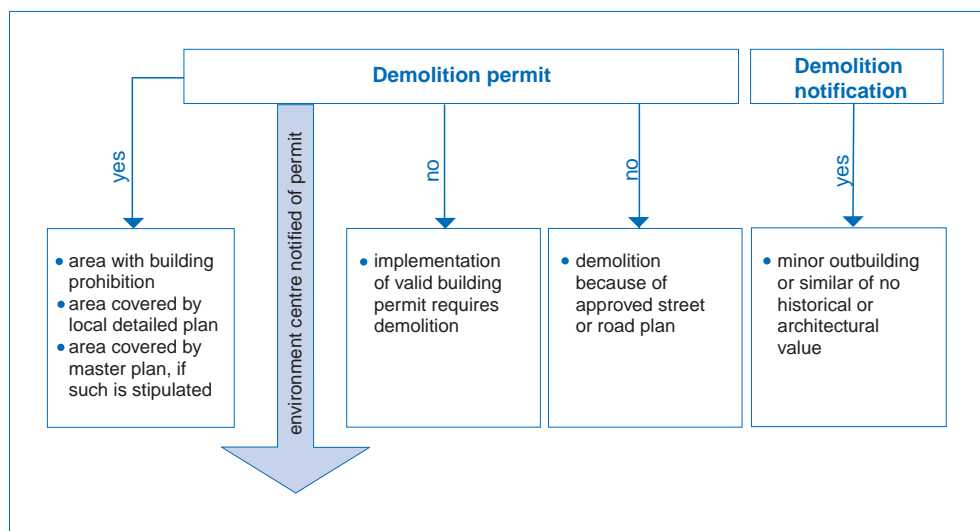 Demolition permit
Demolition
notification
yes
environment centre notified of permit
no
no
yes
• area with building
prohibition
• area covered by
local detailed plan
• area covered by
master plan, if
such is stipulated
• implementation
of valid building
permit requires
demolition
• demolition
because of
approved street
or road plan
• minor outbuilding
or similar of no
historical or
architectural
value